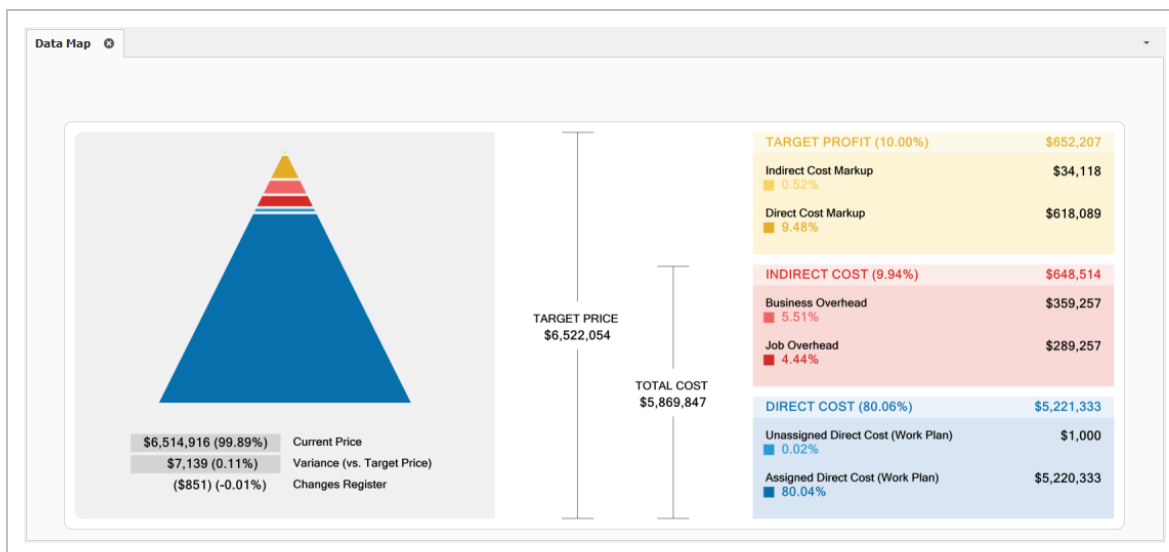 Data Map
TARGET PROFIT (10.00%) $652,207
Indirect Cost Markup $34,118
0.52%
Direct Cost Markup $618,089
9.48%
INDIRECT COST (9.94%) $648,514
Business Overhead $359,257
5.51%
Job Overhead $289,257
4.44%
TARGET PRICE
$6,522,054
TOTAL COST
$5,869,847
DIRECT COST (80.06%) $5,221,333
Unassigned Direct Cost (Work Plan) $1,000
0.02%
Assigned Direct Cost (Work Plan) $5,220,333
80.04%
$6,514,916 (99.89%) Current Price
$7,139 (0.11%) Variance (vs. Target Price)
($851) (-0.01%) Changes Register